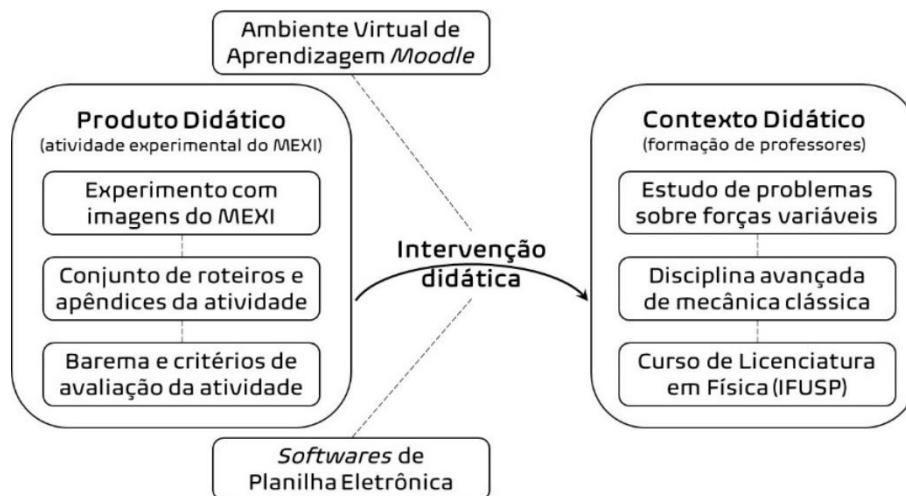 Ambiente Virtual de
Aprendizagem Moodle
Produto Didático
(atividade experimental do MEXI)
Experimento com
imagens do MEXI
Conjunto de roteiros e
apêndices da atividade
Barema e critérios de
avaliação da atividade
Intervenção
didática
Softwares de
Planilha Eletrônica
Contexto Didático
(formação de professores)
Estudo de problemas
sobre forças variáveis
Disciplina avançada
de mecânica clássica
Curso de Licenciatura
em Física (IFUSP)